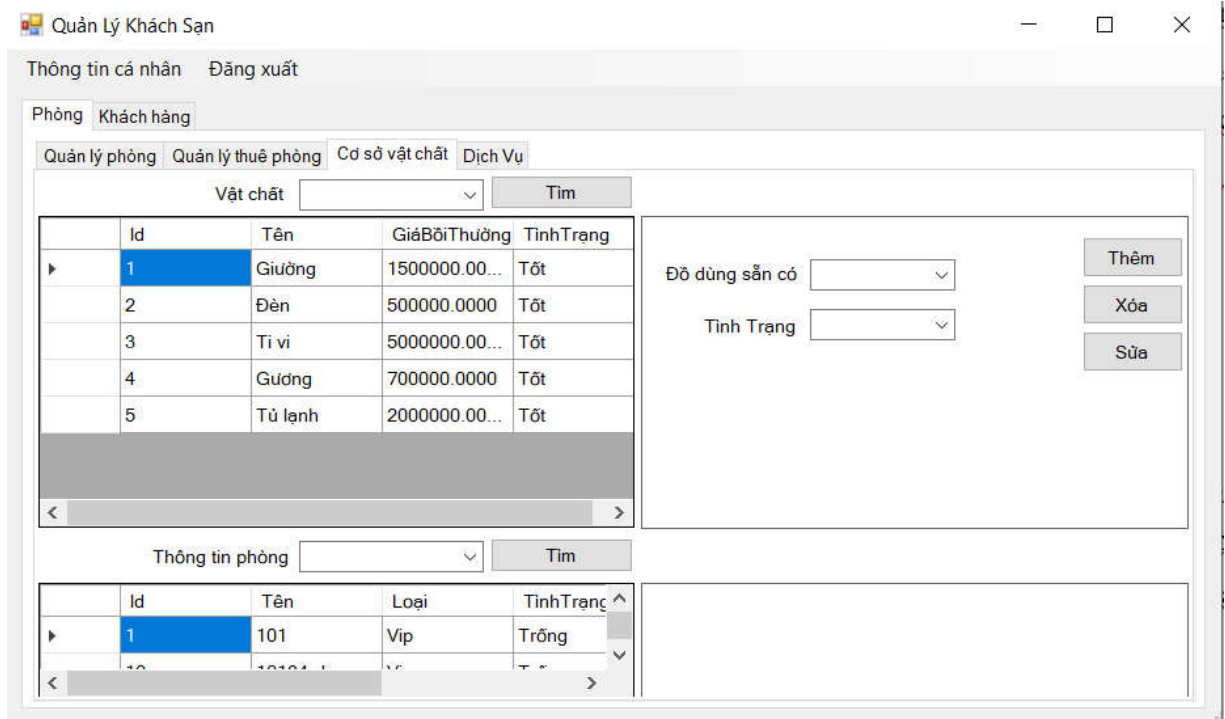 Quản Lý Khách Sạn
Thông tin cá nhân Đăng xuất
Phòng Khách hàng
Quản lý phòng Quản lý thuê phòng Cơ sở vật chất Dịch Vụ
Vật chất Tìm
Id Tên GiáBồiThường TìnhTrạng
1 Giường 1500000.00... Tốt
2 Đèn 500000.0000 Tốt
3 Ti vi 5000000.00... Tốt
4 Gương 700000.0000 Tốt
5 Tủ lạnh 2000000.00... Tốt
Đồ dùng sẵn có
Tình Trạng
Thêm
Xóa
Sửa
Thông tin phòng Tìm
Id Tên Loại TìnhTrạng
1 101 Vip Trống